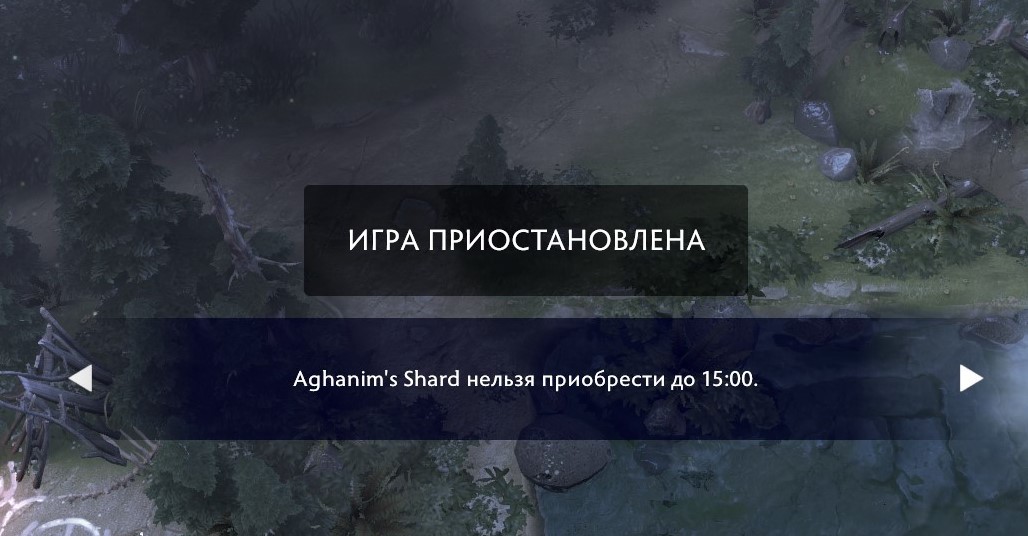 ИГРА ПРИОСТАНОВЛЕНА
Aghanim's Shard нельзя приобрести до 15:00.